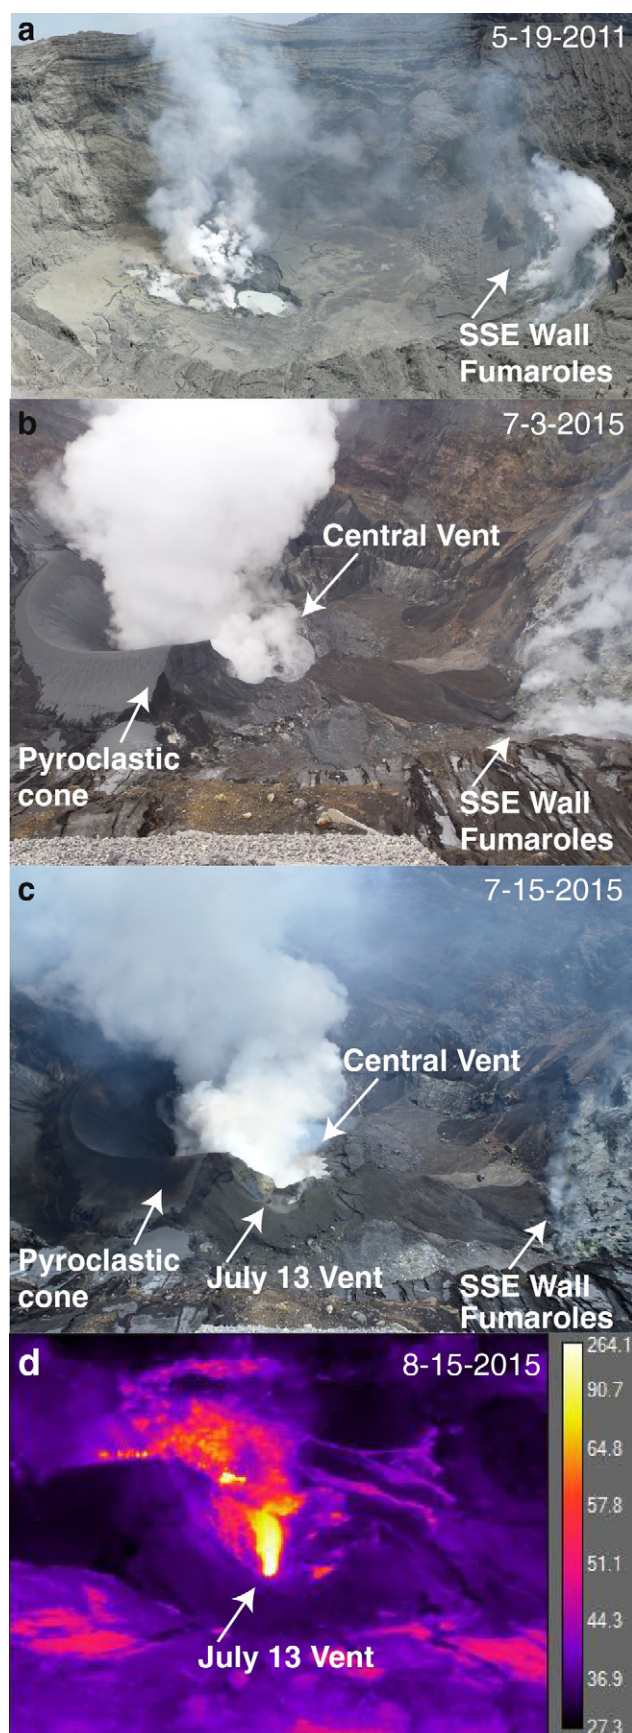 a
5-19-2011
SSE Wall
Fumaroles
b
7-3-2015
Central Vent
Pyroclastic
cone
SSE Wall
Fumaroles
c
7-15-2015
Central Vent
Pyroclastic
cone
July 13 Vent
SSE Wall
Fumaroles
d
8-15-2015
264.1
90.7
64.8
57.8
51.1
44.3
36.9
27.3
July 13 Vent